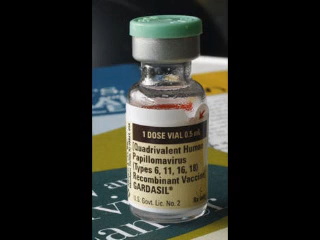 1 DOSE VIAL 0.5 mL
[Quadrivalent Human
Papillomavirus
(Types 6, 11, 16, 18)
Recombinant Vaccine]
GARDASIL®
U.S. Govt. Lic. No. 2